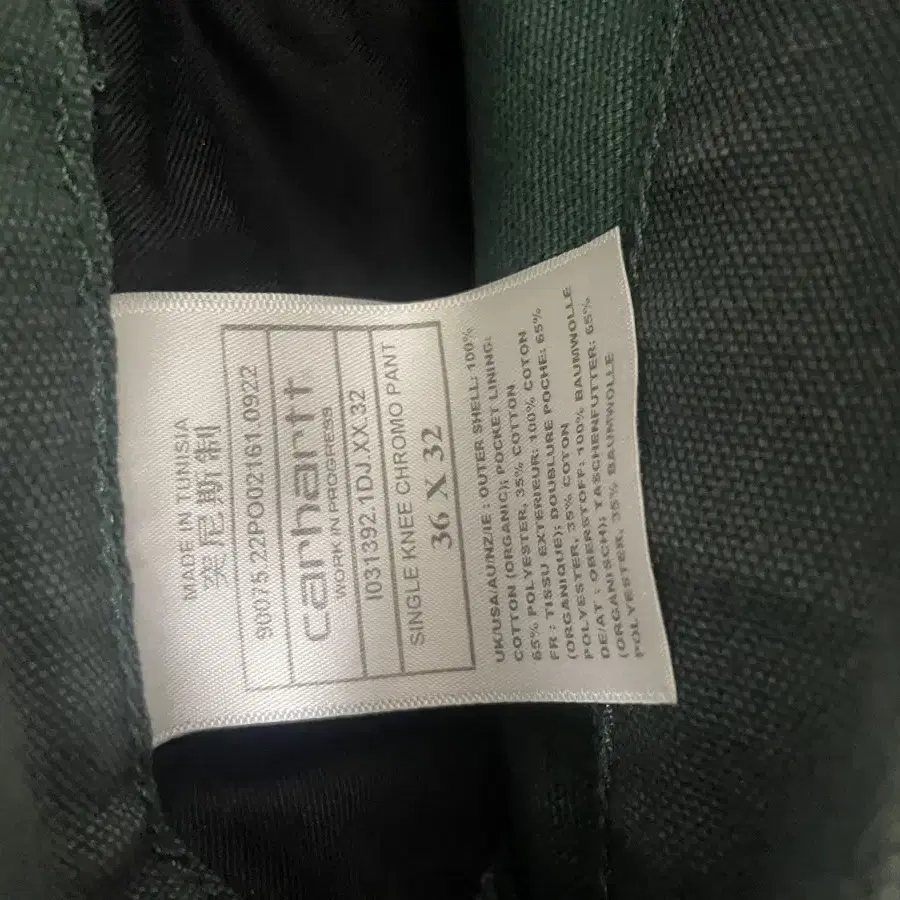 MADE IN TUNISIA
突尼斯制
90075 22PO02161 0922
carhartt
WORK IN PROGRESS
I031392.1DJ.XX.32
SINGLE KNEE CHROMO PANT
36 X 32
UK/USA/AU/NZ/IE : OUTER SHELL: 100%
COTTON (ORGANIC); POCKET LINING:
65% POLYESTER, 35% COTTON
FR : TISSU EXTERIEUR: 100% COTON
(ORGANIQUE); DOUBLURE POCHE: 65%
POLYESTER, 35% COTON
DE/AT : OBERSTOFF: 100% BAUMWOLLE
(ORGANISCH); TASCHENFUTTER: 65%
POLYESTER, 35% BAUMWOLLE